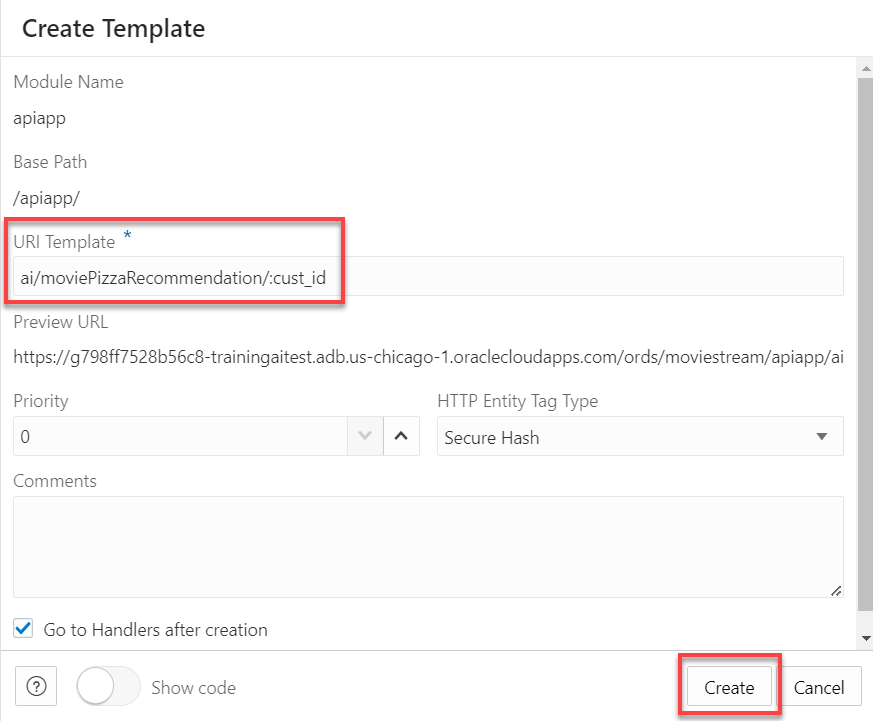 Create Template
Module Name
apiapp
Base Path
/apiapp/
URI Template *
ai/moviePizzaRecommendation/:cust_id
Preview URL
https://g798ff7528b56c8-trainingaitest.adb.us-chicago-1.oraclecloudapps.com/ords/moviestream/apiapp/ai
Priority HTTP Entity Tag Type
0 Secure Hash
Comments
Go to Handlers after creation
? Show code Create Cancel